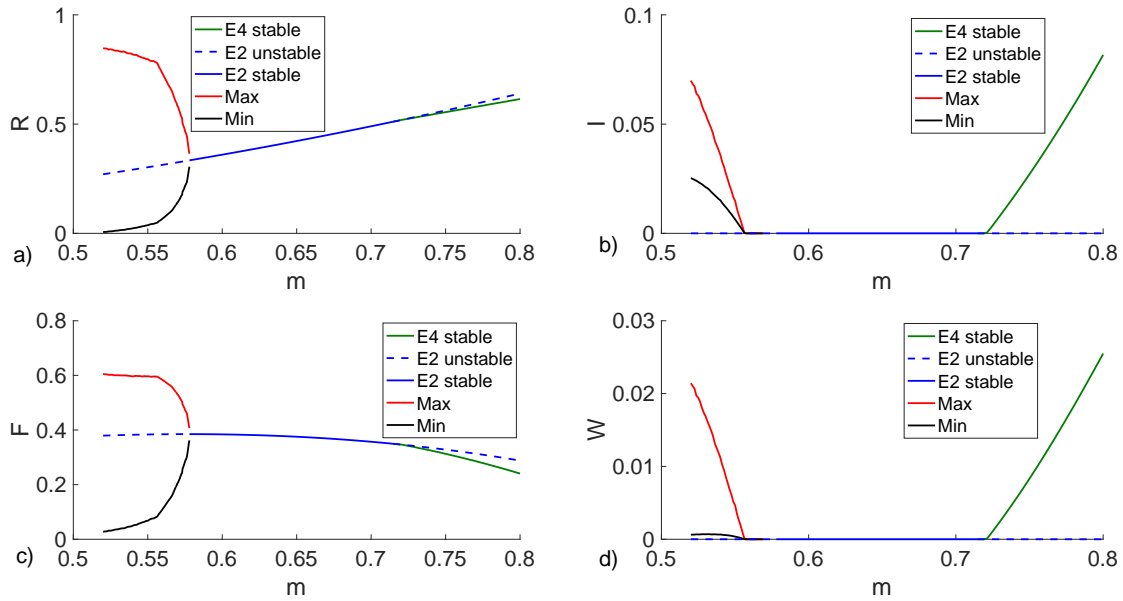 1
0.5
0
R
E4 stable
E2 unstable
E2 stable
Max
Min
0.5
0.55
0.6
0.65
0.7
0.75
0.8
a)
m
0.1
0.05
0
I
E4 stable
E2 unstable
E2 stable
Max
Min
0.5
0.6
0.7
0.8
b)
m
0.8
0.6
0.4
0.2
0
F
E4 stable
E2 unstable
E2 stable
Max
Min
0.5
0.55
0.6
0.65
0.7
0.75
0.8
c)
m
0.03
0.02
0.01
0
W
E4 stable
E2 unstable
E2 stable
Max
Min
0.5
0.6
0.7
0.8
d)
m